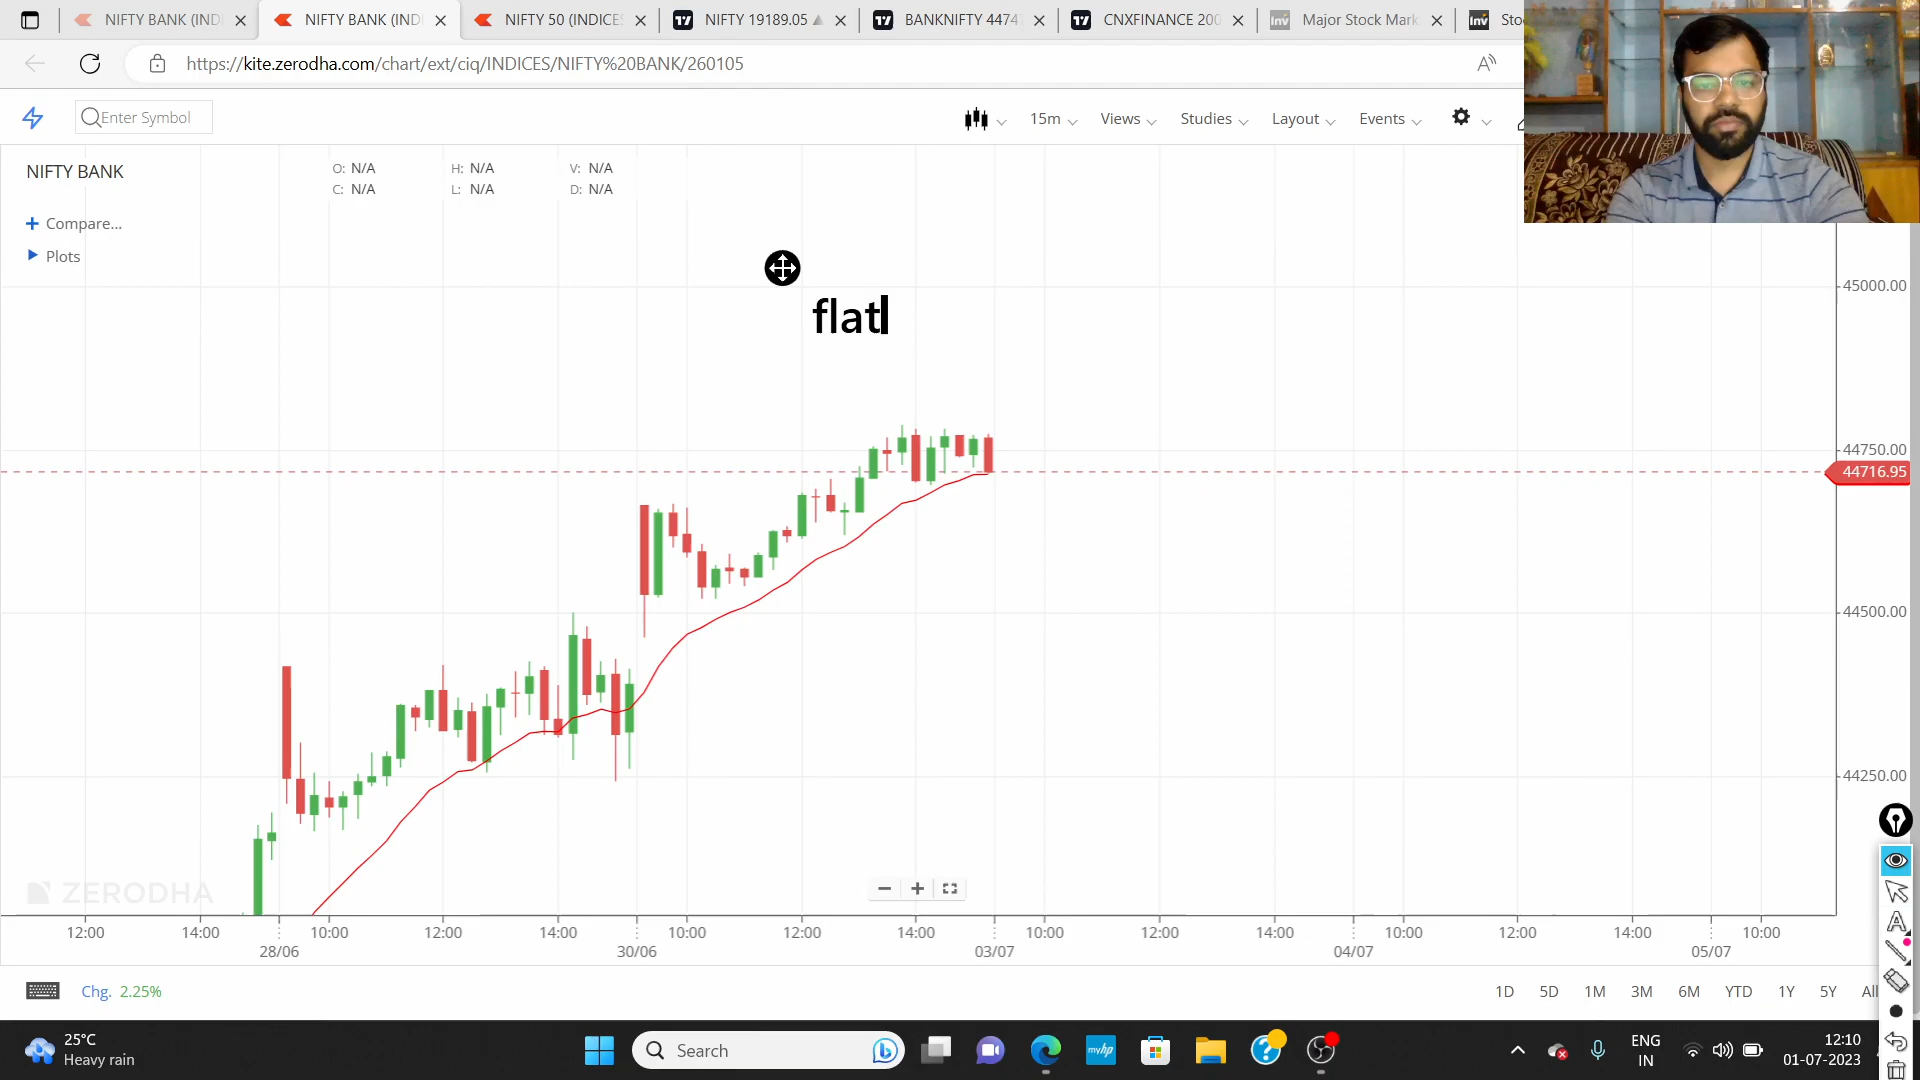 NIFTY BANK (IND
NIFTY BANK (IND
NIFTY 50 (INDICES
NIFTY 19189.05
BANKNIFTY 4474
CNXFINANCE 200
Major Stock Mark
Sto
https://kite.zerodha.com/chart/ext/ciq/INDICES/NIFTY%20BANK/260105
Enter Symbol
15m
Views
Studies
Layout
Events
NIFTY BANK
O: N/A H: N/A V: N/A
C: N/A L: N/A D: N/A
+ Compare...
Plots
flat
45000.00
44750.00
44716.95
44500.00
44250.00
ZERODHA
12:00 14:00 10:00 12:00 14:00 10:00 12:00 14:00 10:00 12:00 14:00 10:00 12:00 14:00 10:00
28/06 30/06 03/07 04/07 05/07
Chg. 2.25%
1D 5D 1M 3M 6M YTD 1Y 5Y All
25°C
Heavy rain
Search
myhp
ENG
IN
12:10
01-07-2023